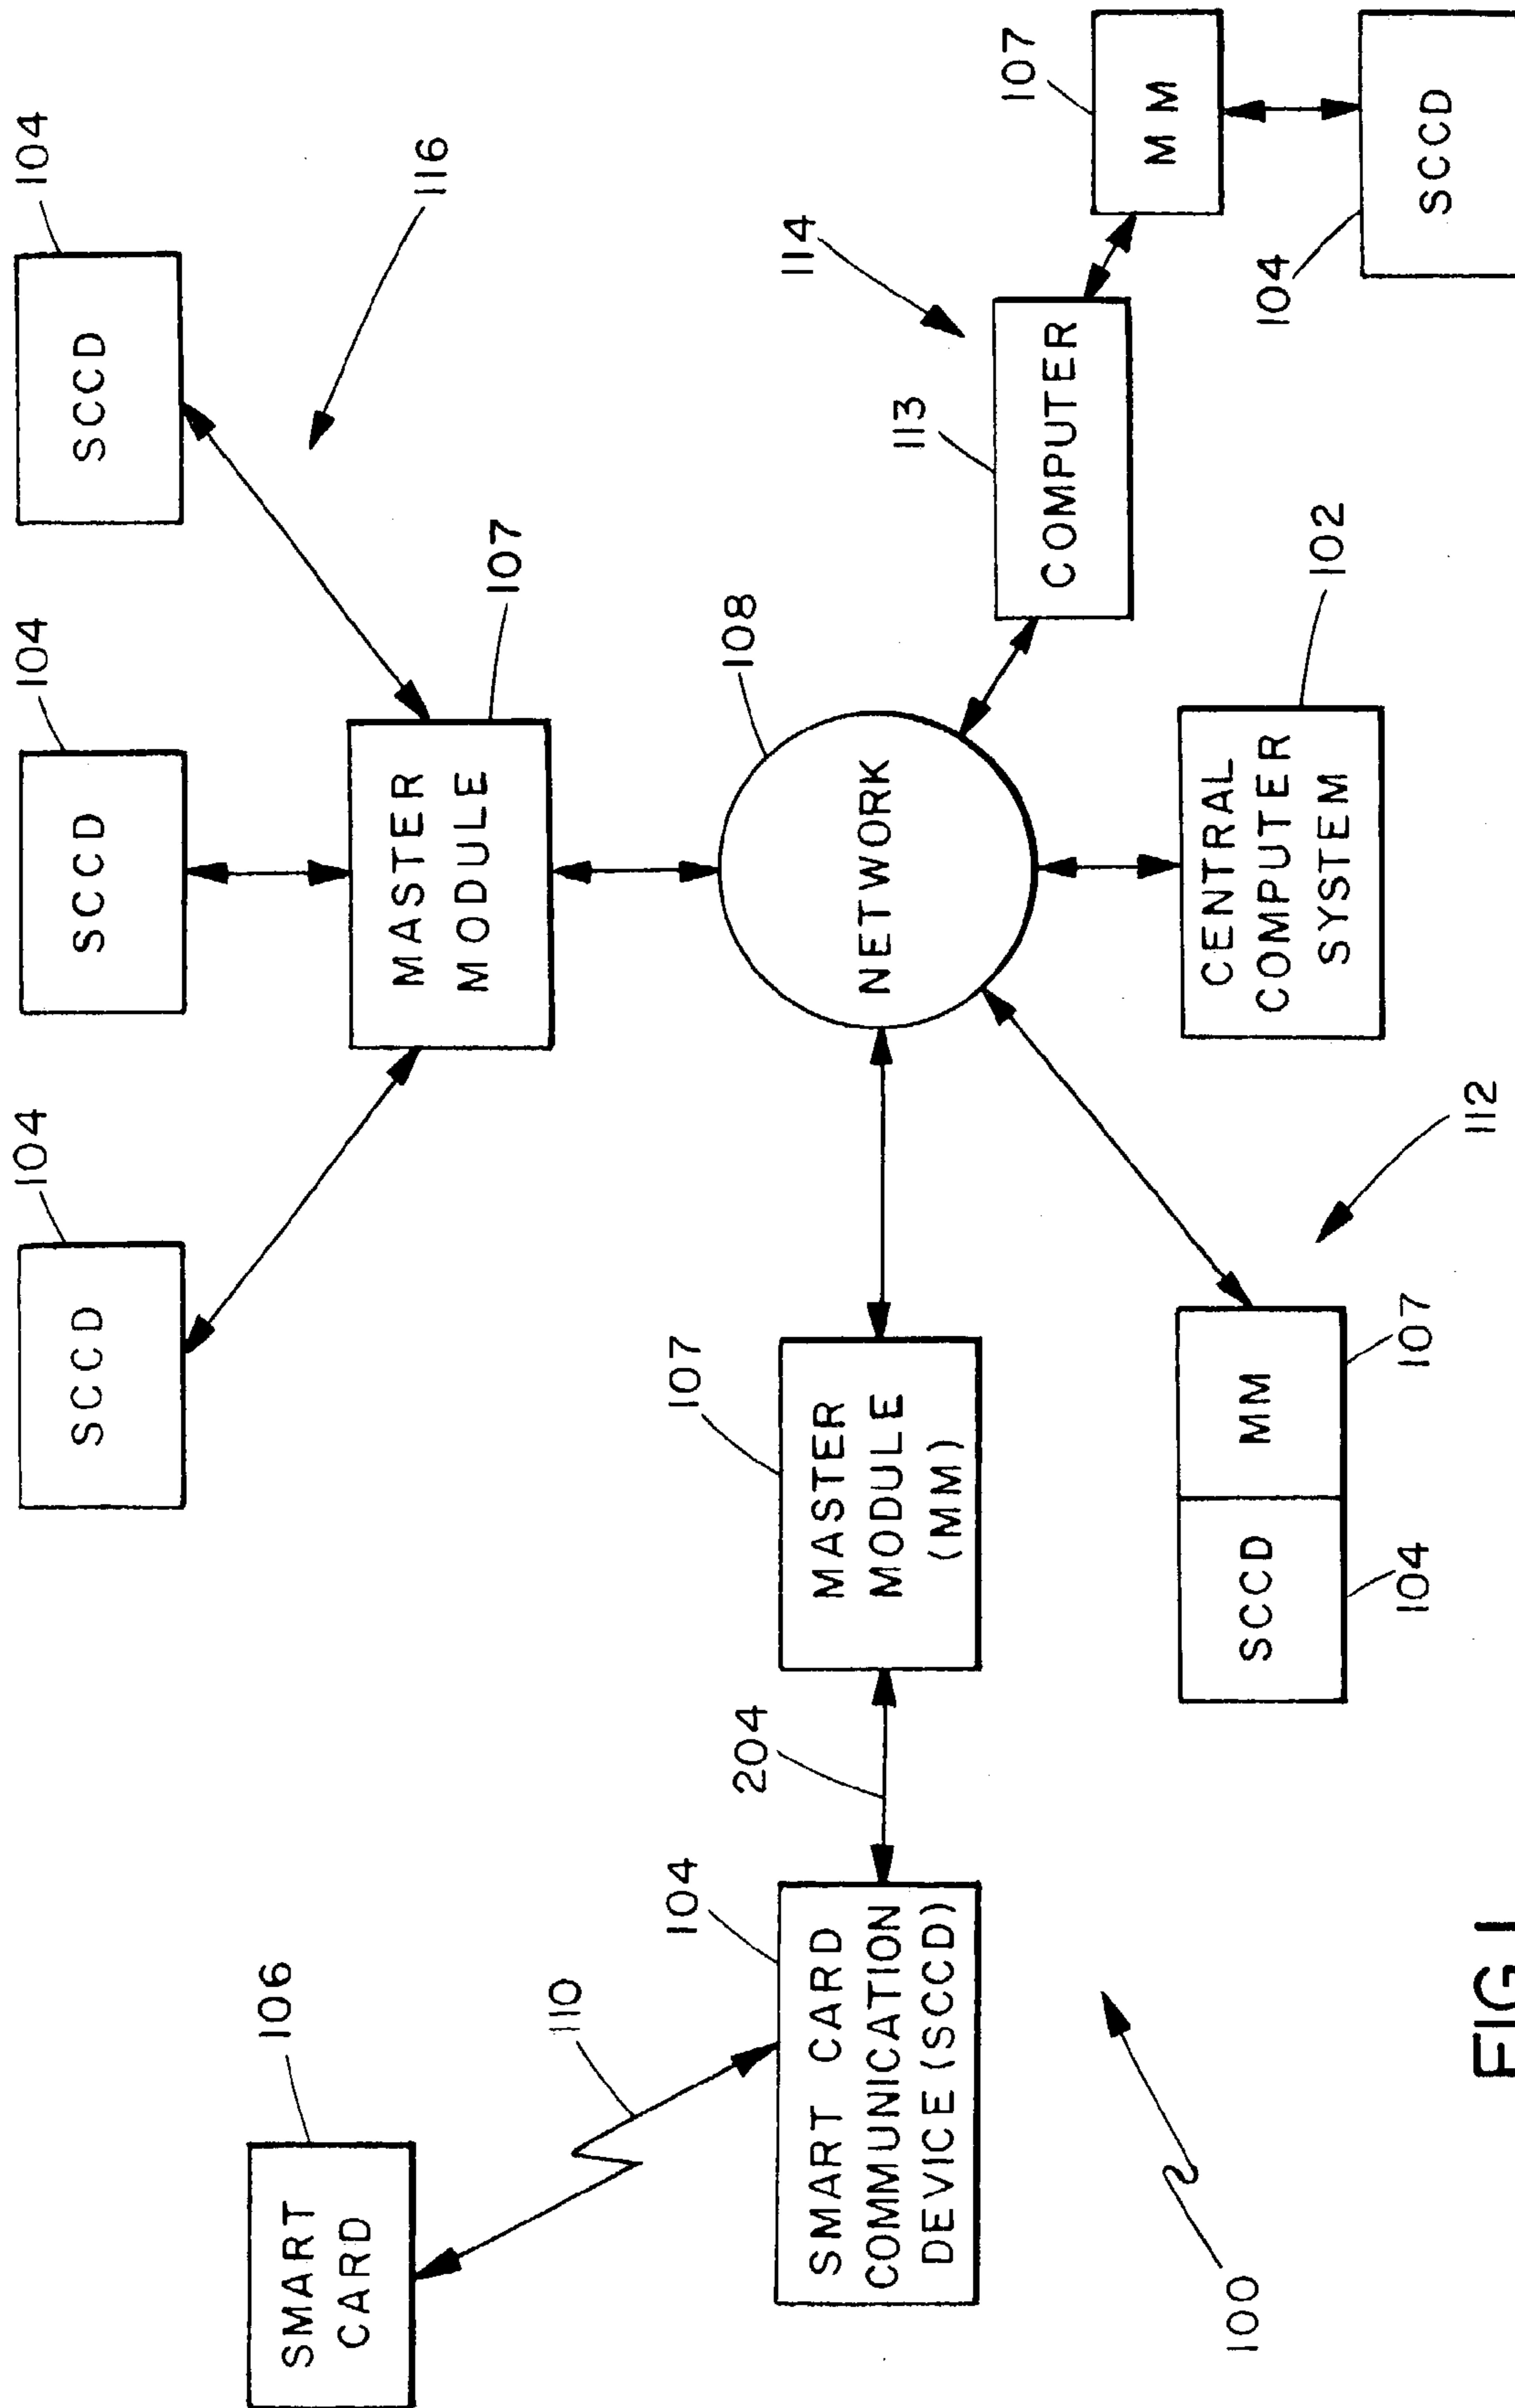 104
104
104
SCCD
SCCD
SCCD
106
SMART
CARD
116
MASTER
MODULE
107
110
104
204
107
108
SMART CARD
COMMUNICATION
DEVICE (SCCD)
MASTER
MODULE
(MM)
NETWORK
114
113
COMPUTER
107
MM
100
CENTRAL
COMPUTER
SYSTEM
102
SCCD
MM
104
107
112
104
SCCD
FIG. 1